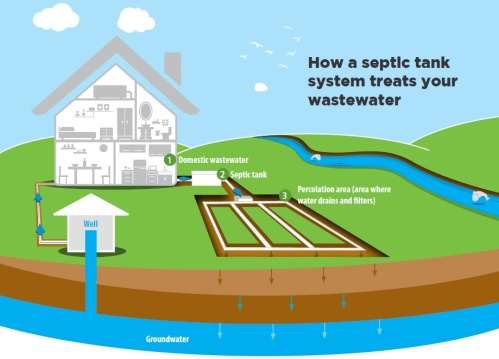 How a septic tank
system treats your
wastewater
1 Domestic wastewater
2 Septic tank
3 Percolation area (area where
water drains and filters)
Well
Groundwater